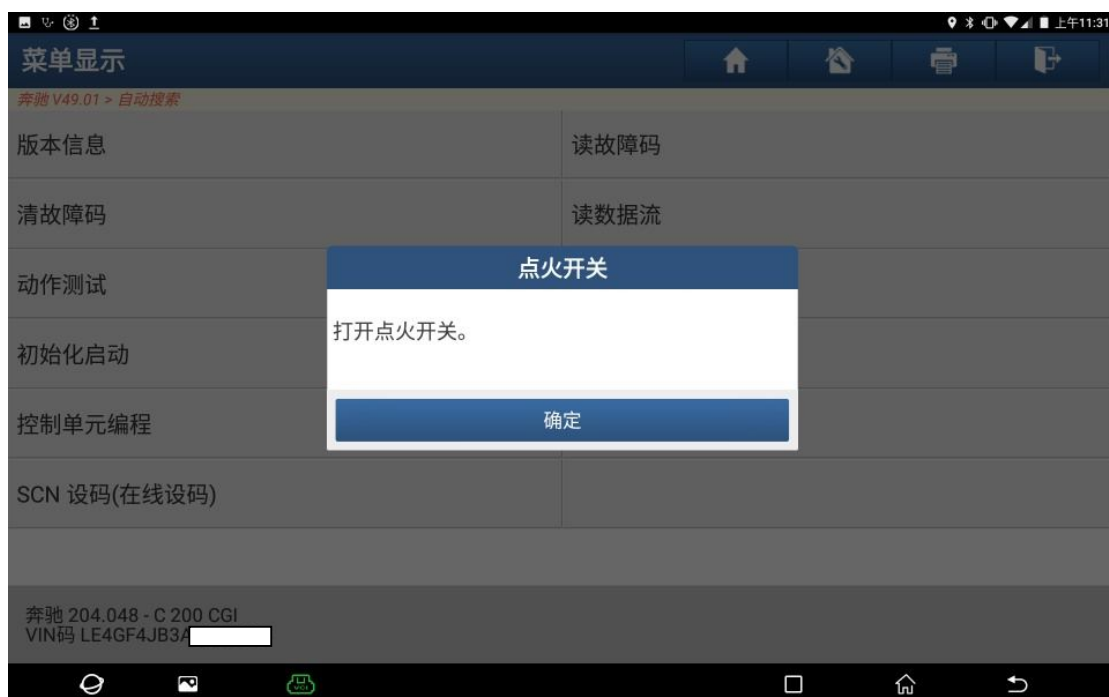 上午11:31
菜单显示
奔驰 V49.01 > 自动搜索
版本信息
读故障码
清故障码
读数据流
动作测试
初始化启动
控制单元编程
SCN 设码(在线设码)
点火开关
打开点火开关。
确定
奔驰 204.048 - C 200 CGI
VIN码 LE4GF4JB3A
VCI